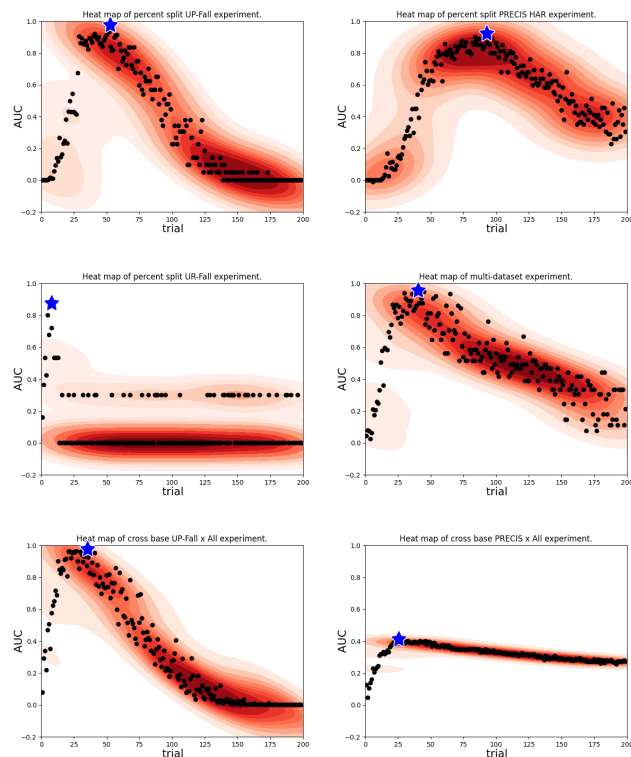 Heat map of percent split UP-Fall experiment.
1.0
0.8
0.6
0.4
0.2
0.0
−0.2
AUC
0 25 50 75 100 125 150 175 200
trial
Heat map of percent split PRECIS HAR experiment.
1.0
0.8
0.6
0.4
0.2
0.0
−0.2
AUC
0 25 50 75 100 125 150 175 200
trial
Heat map of percent split UR-Fall experiment.
1.0
0.8
0.6
0.4
0.2
0.0
−0.2
AUC
0 25 50 75 100 125 150 175 200
trial
Heat map of multi-dataset experiment.
1.0
0.8
0.6
0.4
0.2
0.0
−0.2
AUC
0 25 50 75 100 125 150 175 200
trial
Heat map of cross base UP-Fall x All experiment.
1.0
0.8
0.6
0.4
0.2
0.0
−0.2
AUC
0 25 50 75 100 125 150 175 200
trial
Heat map of cross base PRECIS x All experiment.
1.0
0.8
0.6
0.4
0.2
0.0
−0.2
AUC
0 25 50 75 100 125 150 175 200
trial